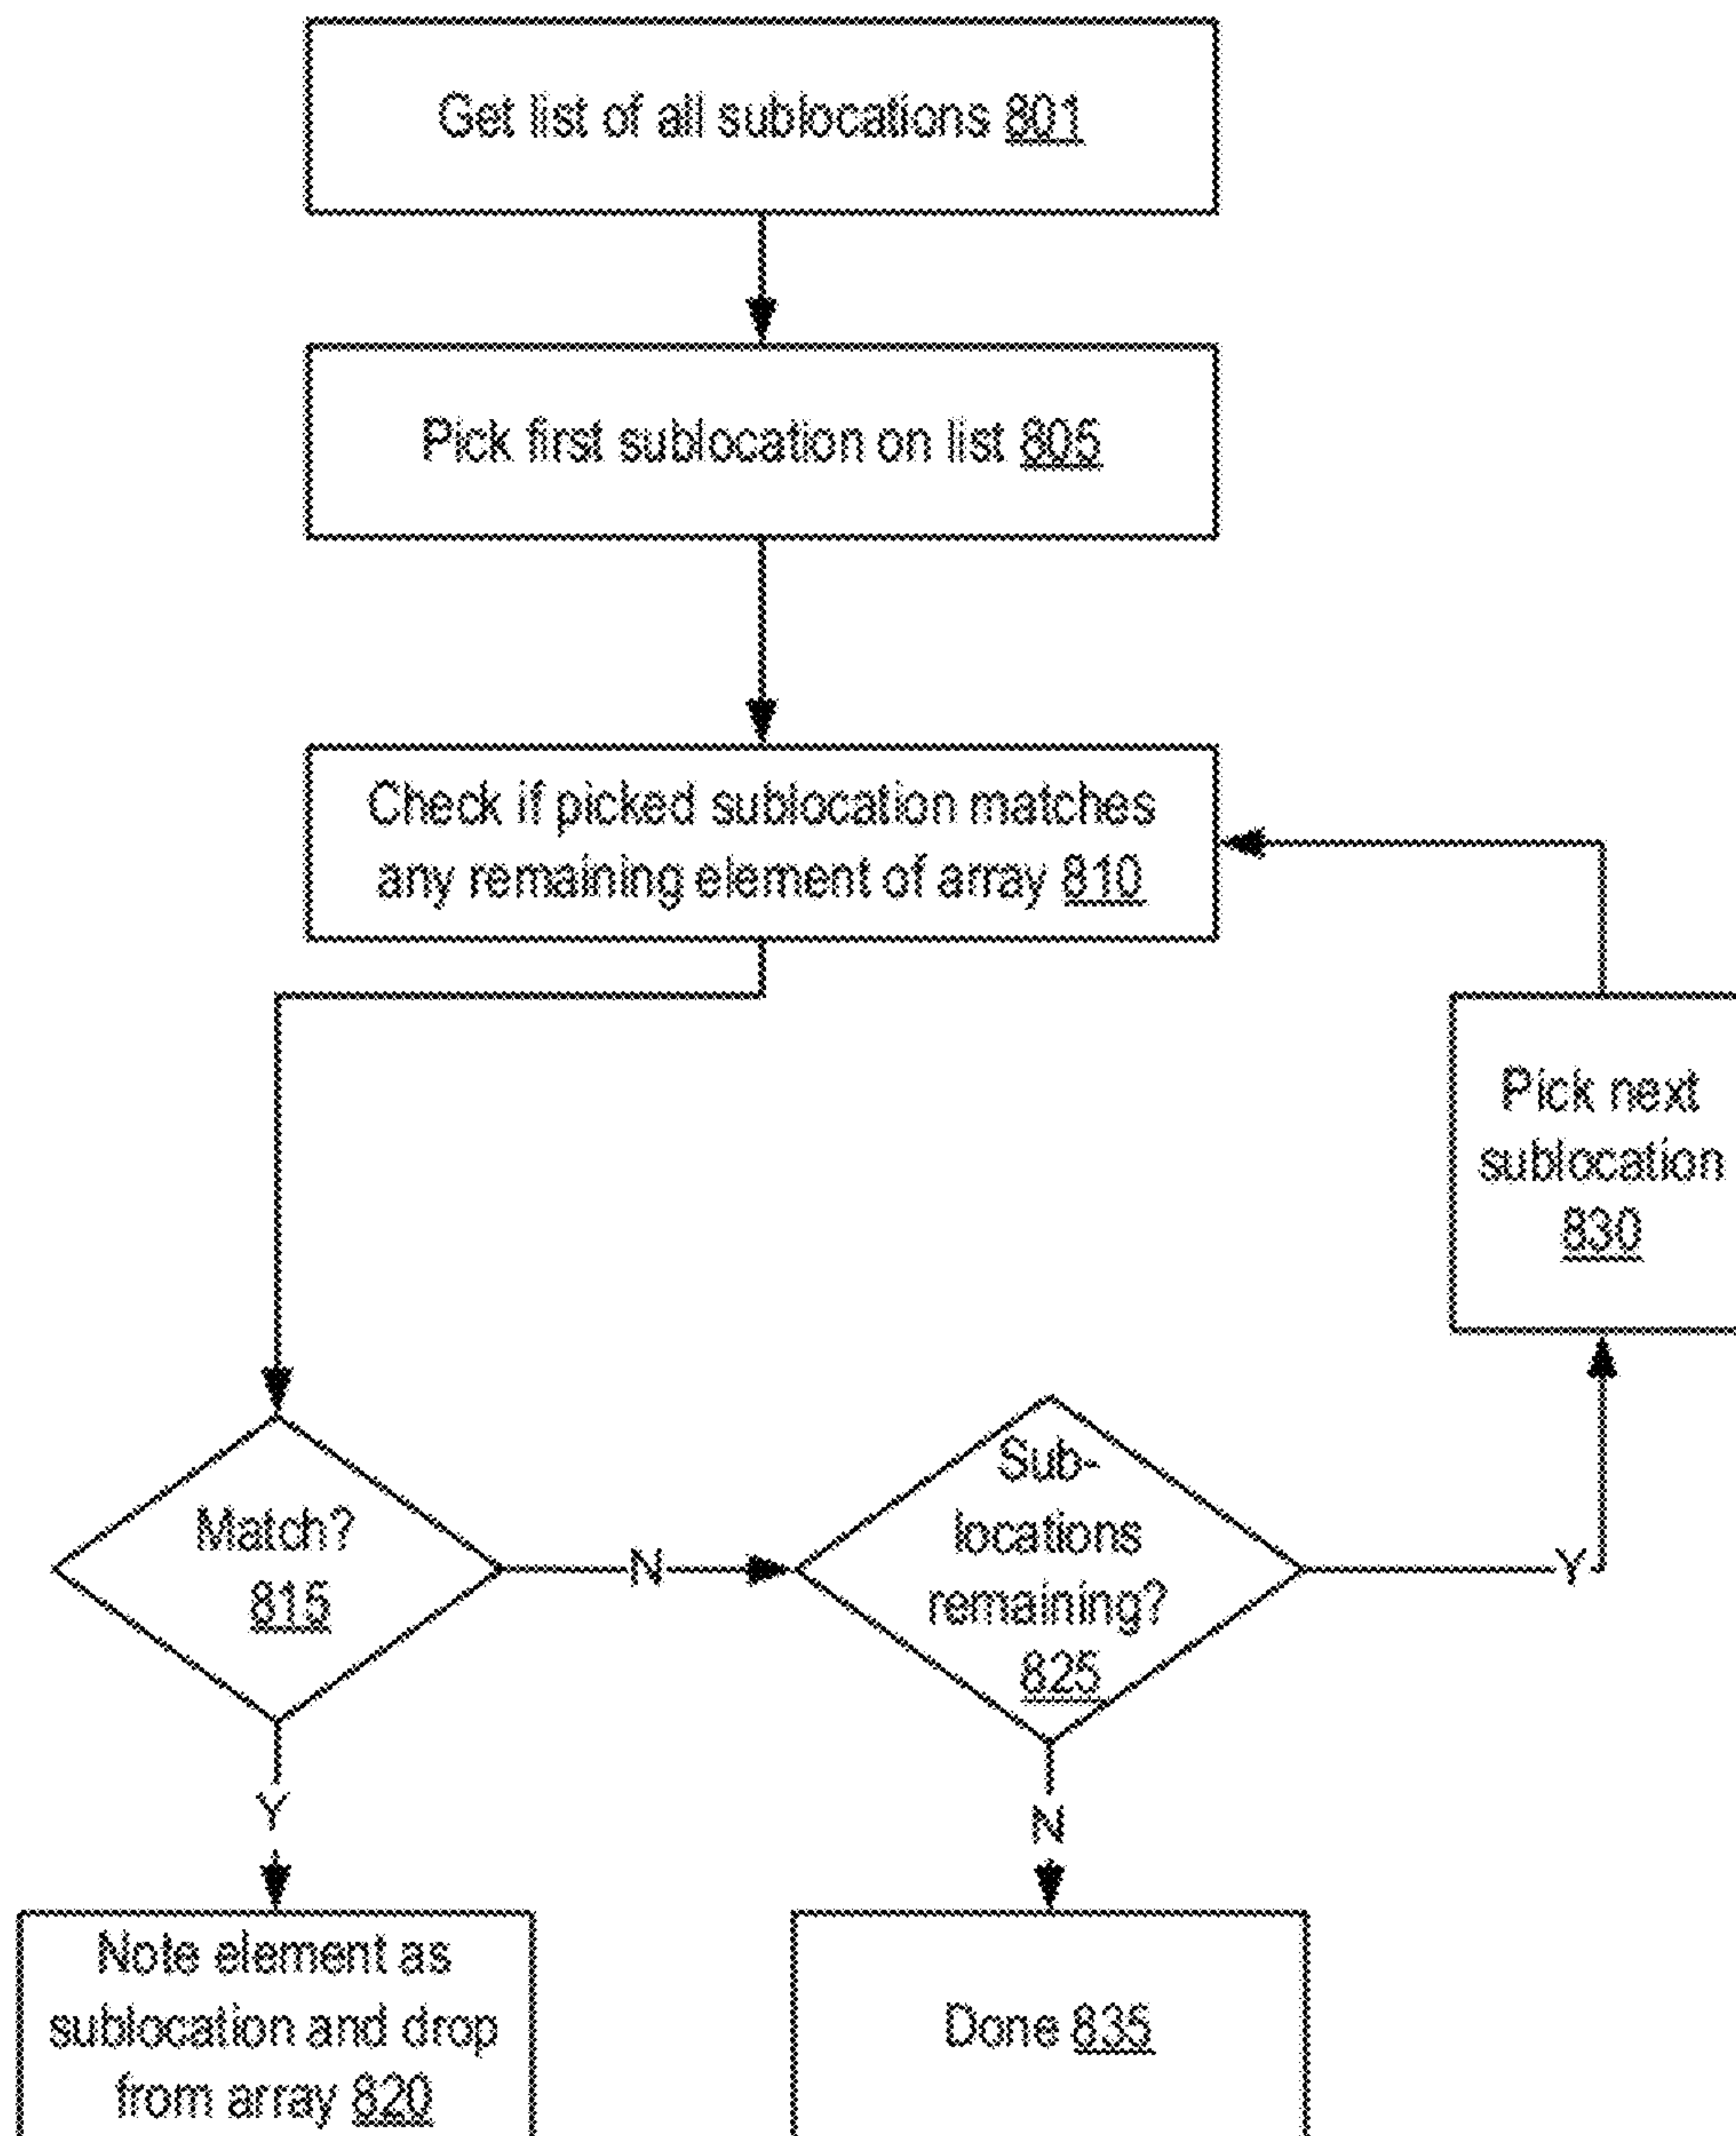 Get list of all sublocations 801
Pick first sublocation on list 805
Check if picked sublocation matches
any remaining element of array 810
Pick next
sublocation
830
Match?
815
N
Sub-
locations
remaining?
825
Y
Y
N
Note element as
sublocation and drop
from array 820
Done 835